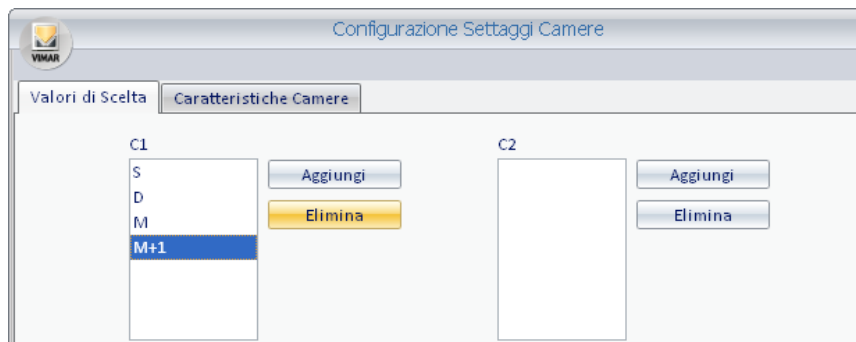 Configurazione Settaggi Camere
VIMAR
Valori di Scelta Caratteristiche Camere
C1 C2
S Aggiungi Aggiungi
D
M Elimina Elimina
M+1